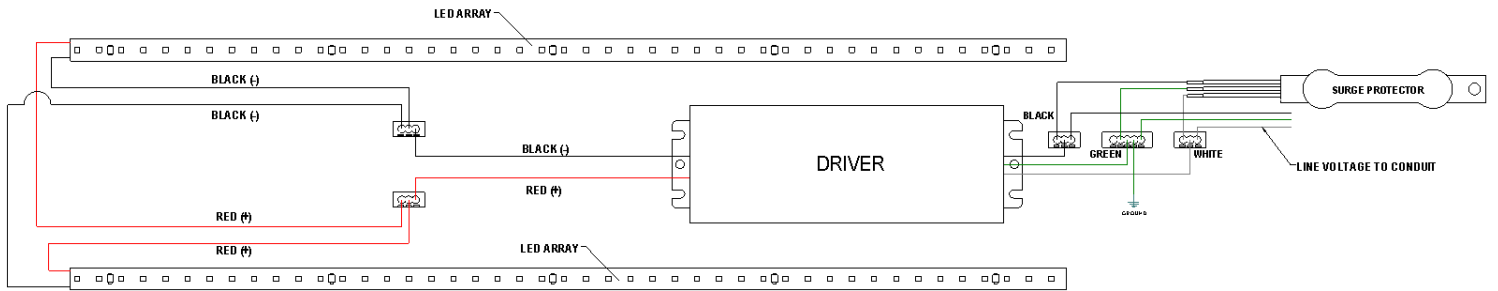 LED ARRAY
BLACK (-)
BLACK (-)
BLACK (-)
RED (+)
RED (+)
RED (+)
LED ARRAY
DRIVER
BLACK
GREEN
WHITE
GROUND
SURGE PROTECTOR
LINE VOLTAGE TO CONDUIT